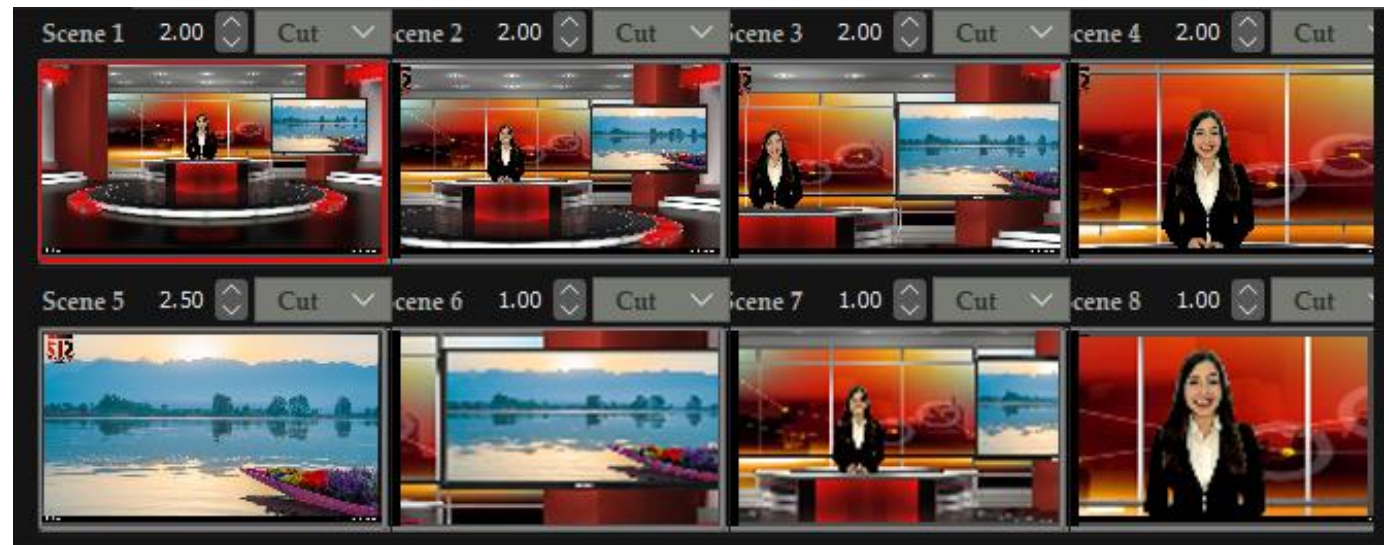 Scene 1 2.00 Cut cene 2 2.00 Cut cene 3 2.00 Cut cene 4 2.00 Cut
Scene 5 2.50 Cut cene 6 1.00 Cut cene 7 1.00 Cut cene 8 1.00 Cut